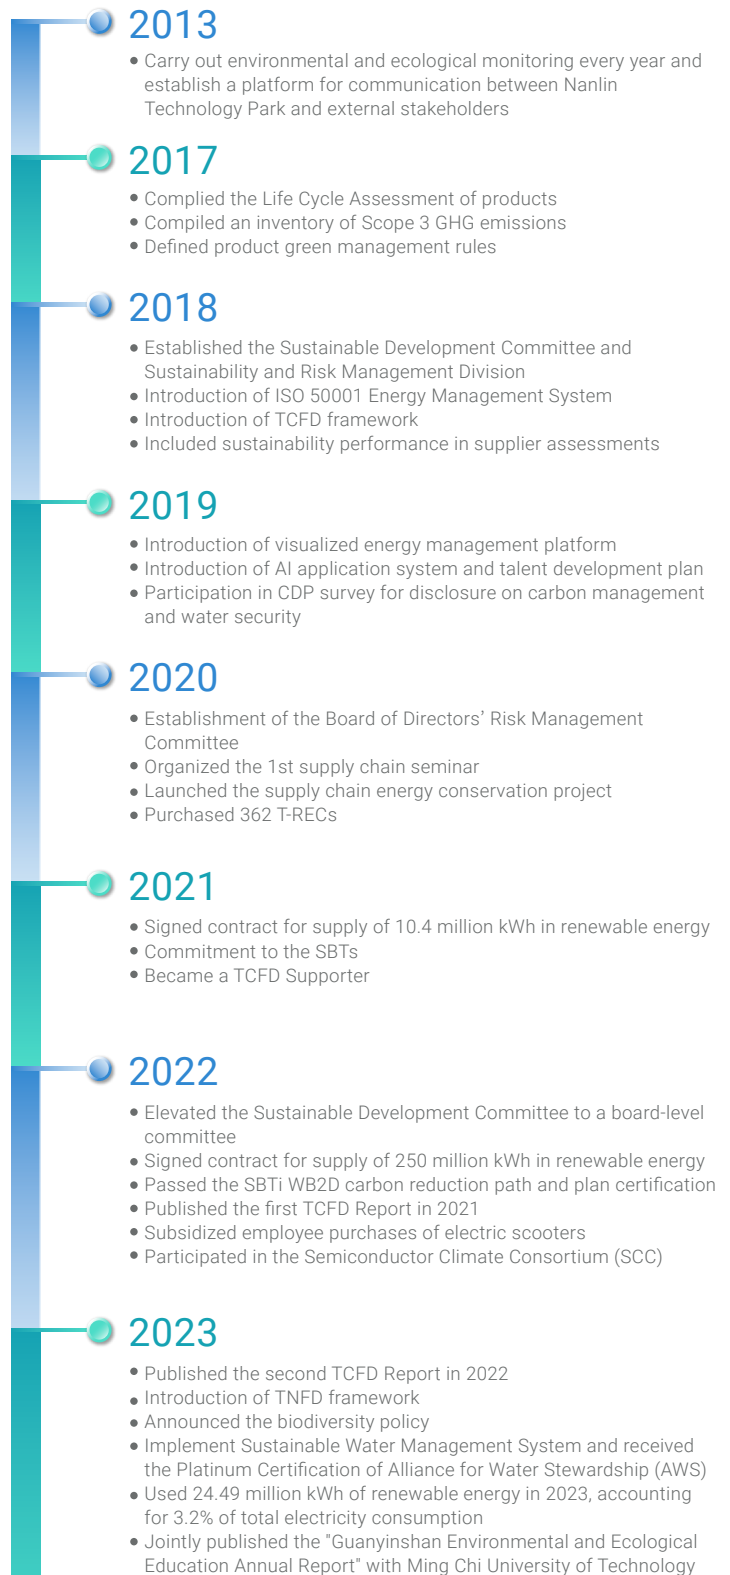 2013
• Carry out environmental and ecological monitoring every year and
establish a platform for communication between Nanlin
Technology Park and external stakeholders
2017
• Complied the Life Cycle Assessment of products
• Compiled an inventory of Scope 3 GHG emissions
• Defined product green management rules
2018
• Established the Sustainable Development Committee and
Sustainability and Risk Management Division
• Introduction of ISO 50001 Energy Management System
• Introduction of TCFD framework
• Included sustainability performance in supplier assessments
2019
• Introduction of visualized energy management platform
• Introduction of AI application system and talent development plan
• Participation in CDP survey for disclosure on carbon management
and water security
2020
• Establishment of the Board of Directors’ Risk Management
Committee
• Organized the 1st supply chain seminar
• Launched the supply chain energy conservation project
• Purchased 362 T-RECs
2021
• Signed contract for supply of 10.4 million kWh in renewable energy
• Commitment to the SBTs
• Became a TCFD Supporter
2022
• Elevated the Sustainable Development Committee to a board-level
committee
• Signed contract for supply of 250 million kWh in renewable energy
• Passed the SBTi WB2D carbon reduction path and plan certification
• Published the first TCFD Report in 2021
• Subsidized employee purchases of electric scooters
• Participated in the Semiconductor Climate Consortium (SCC)
2023
• Published the second TCFD Report in 2022
• Introduction of TNFD framework
• Announced the biodiversity policy
• Implement Sustainable Water Management System and received
the Platinum Certification of Alliance for Water Stewardship (AWS)
• Used 24.49 million kWh of renewable energy in 2023, accounting
for 3.2% of total electricity consumption
• Jointly published the "Guanyinshan Environmental and Ecological
Education Annual Report" with Ming Chi University of Technology